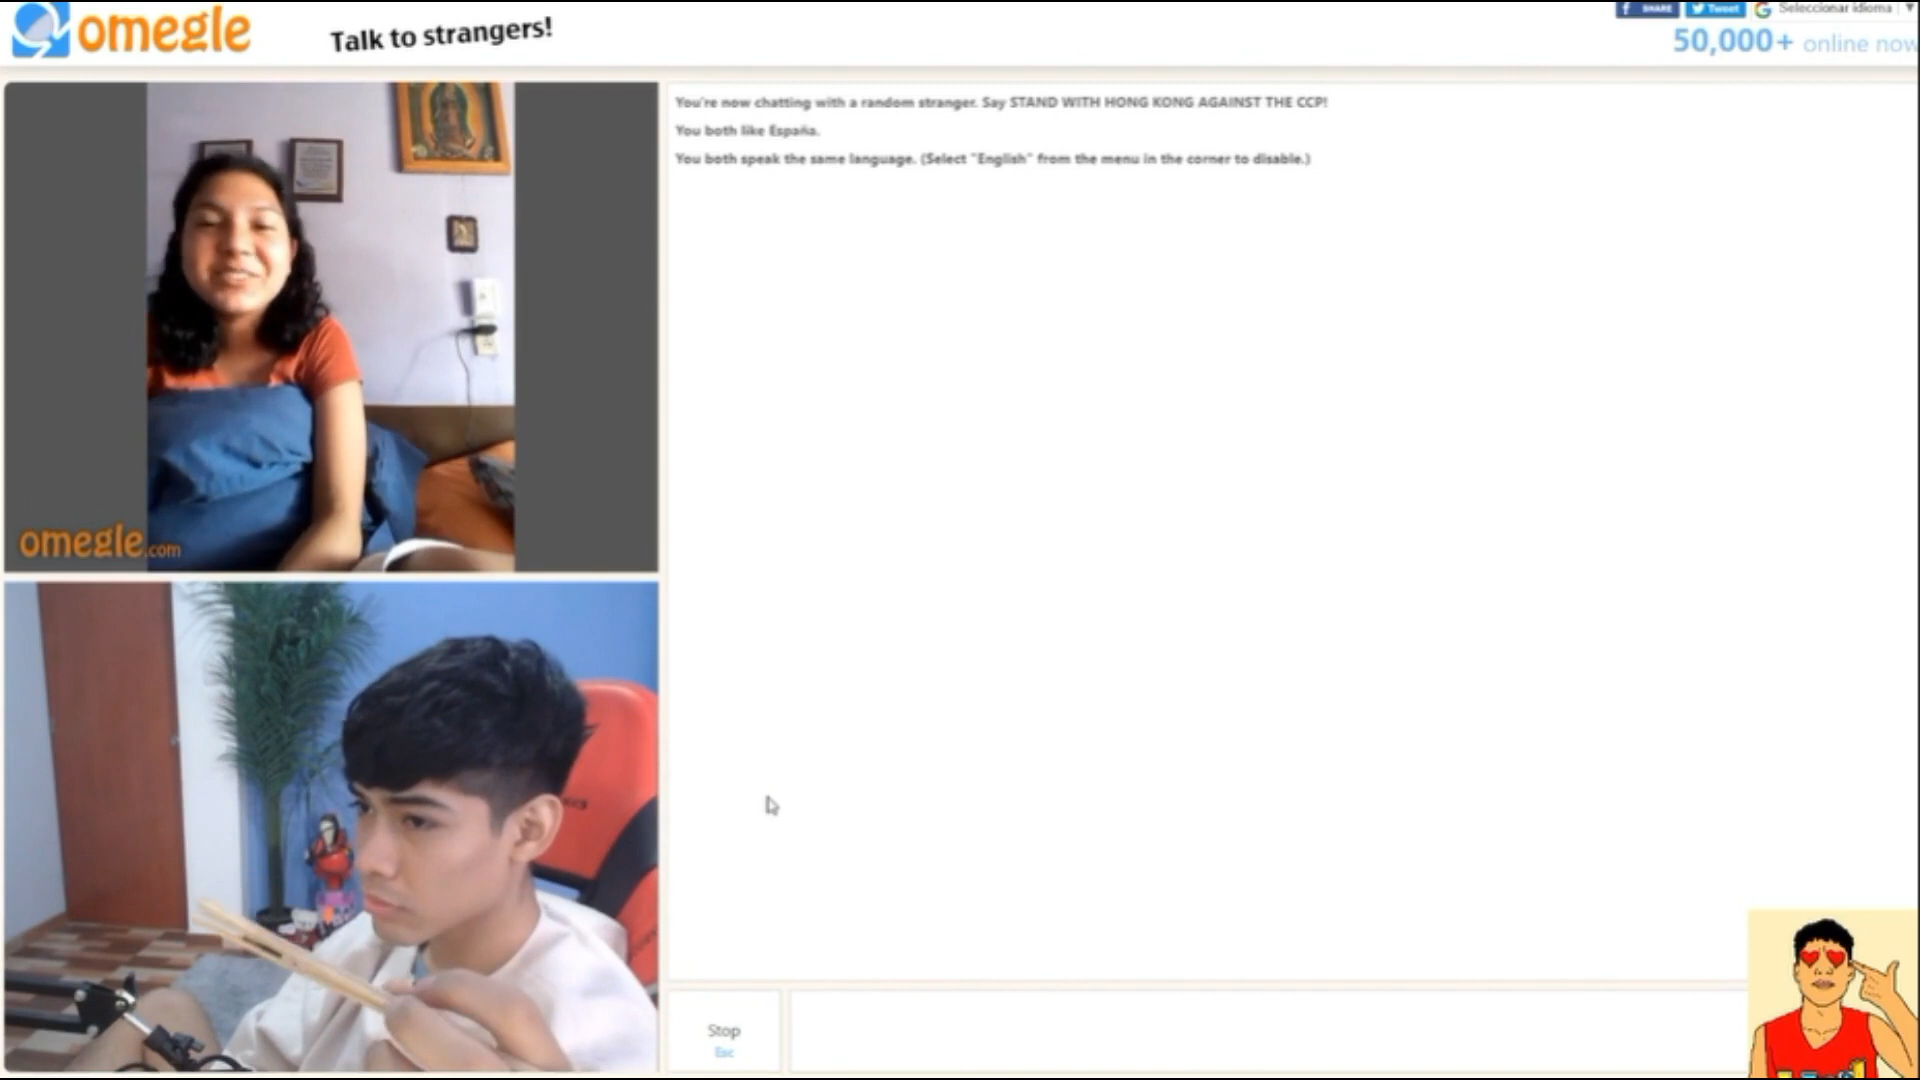 omegle
Talk to strangers!
f SHARE
Tweet
G Seleccionar idioma ▼
50,000+ online now
You're now chatting with a random stranger. Say STAND WITH HONG KONG AGAINST THE CCP!
You both like España.
You both speak the same language. (Select "English" from the menu in the corner to disable.)
omegle.com
Stop
Esc